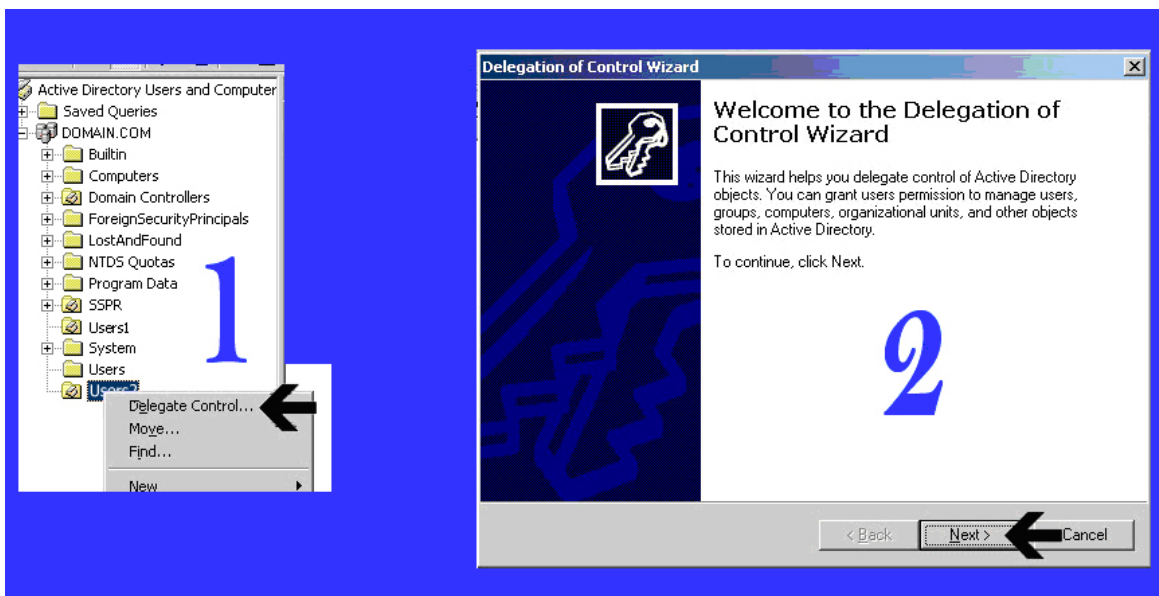 Active Directory Users and Computer
Saved Queries
DOMAIN.COM
Builtin
Computers
Domain Controllers
ForeignSecurityPrincipals
LostAndFound
NTDS Quotas
Program Data
SSPR
Users1
System
Users
Delegate Control...
Move...
Find...
New
1
Delegation of Control Wizard
Welcome to the Delegation of
Control Wizard
This wizard helps you delegate control of Active Directory
objects. You can grant users permission to manage users,
groups, computers, organizational units, and other objects
stored in Active Directory.
To continue, click Next.
2
< Back
Next >
Cancel